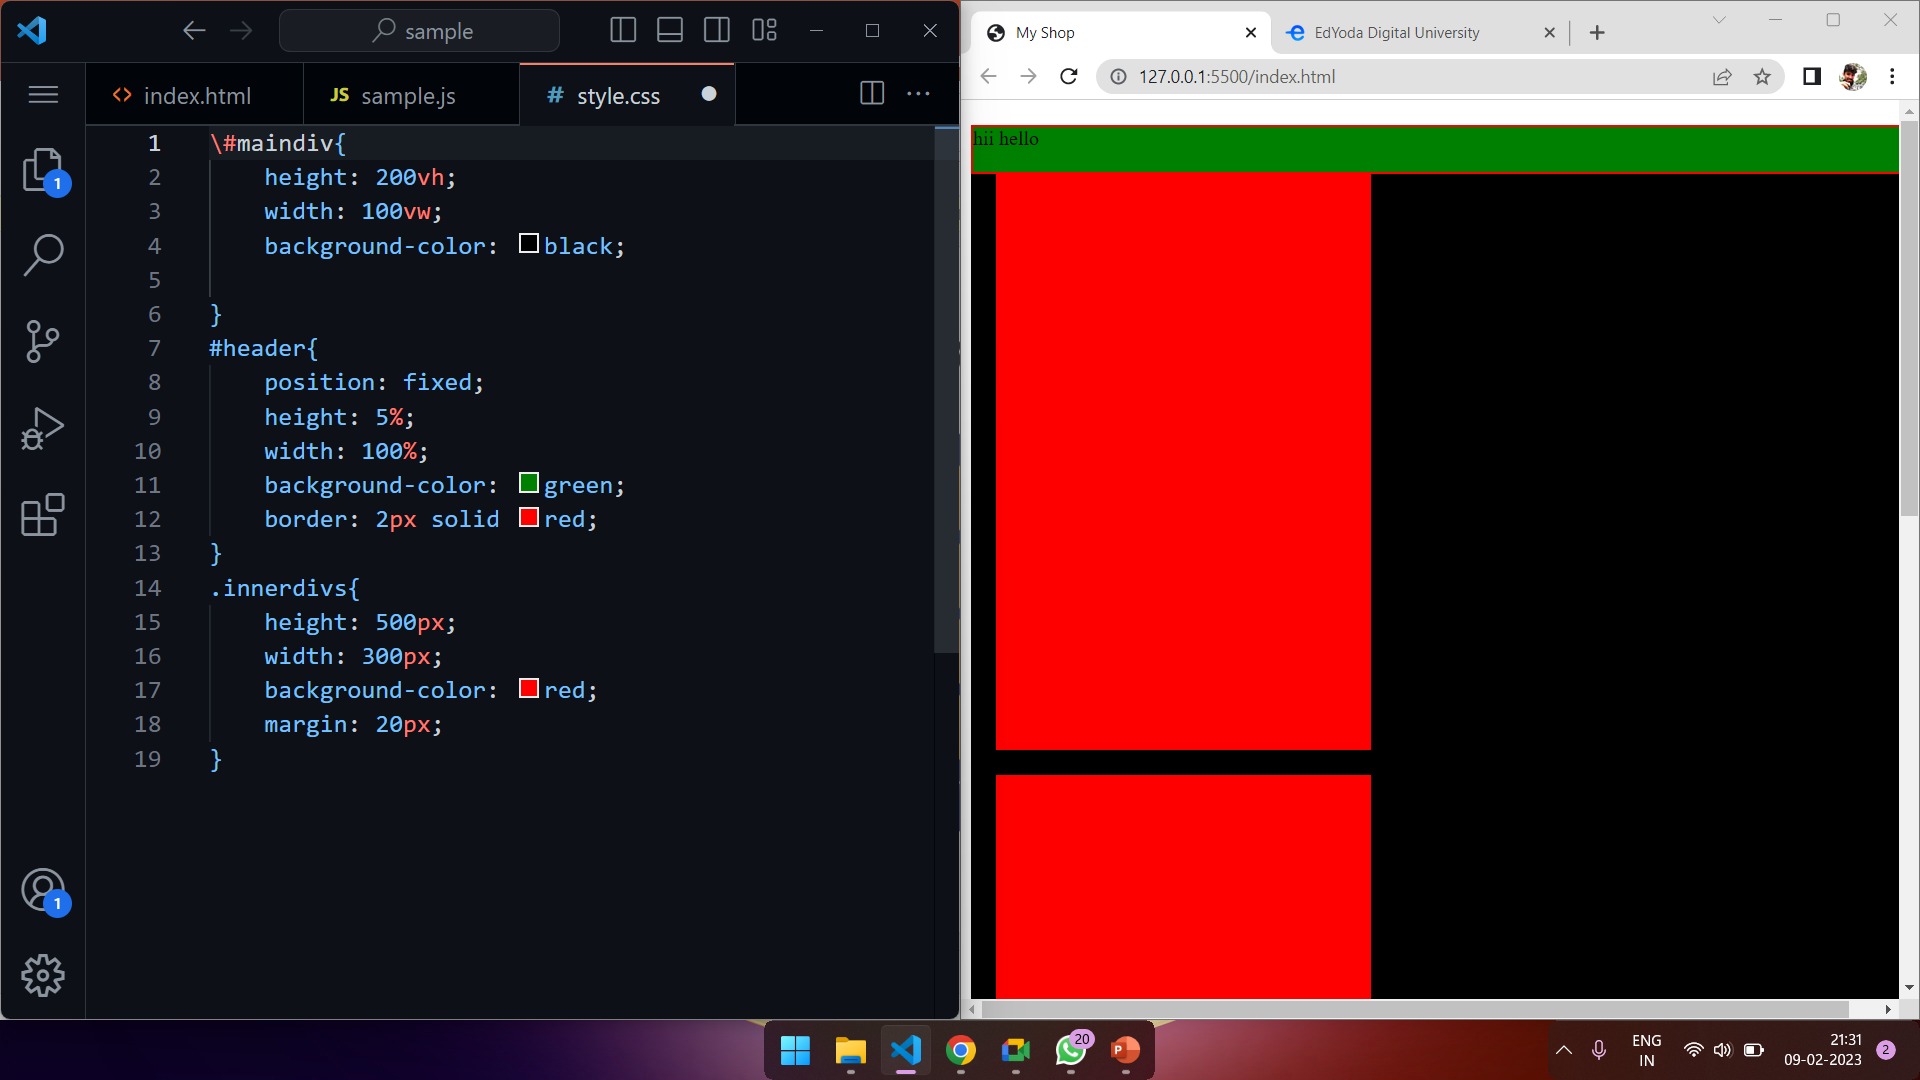 sample
index.html
JS sample.js
# style.css
1 \#maindiv{
2 height: 200vh;
3 width: 100vw;
4 background-color: black;
5
6 }
7 #header{
8 position: fixed;
9 height: 5%;
10 width: 100%;
11 background-color: green;
12 border: 2px solid red;
13 }
14 .innerdivs{
15 height: 500px;
16 width: 300px;
17 background-color: red;
18 margin: 20px;
19 }
1
1
My Shop
EdYoda Digital University
127.0.0.1:5500/index.html
hii hello
20
P
ENG
IN
21:31
09-02-2023
2